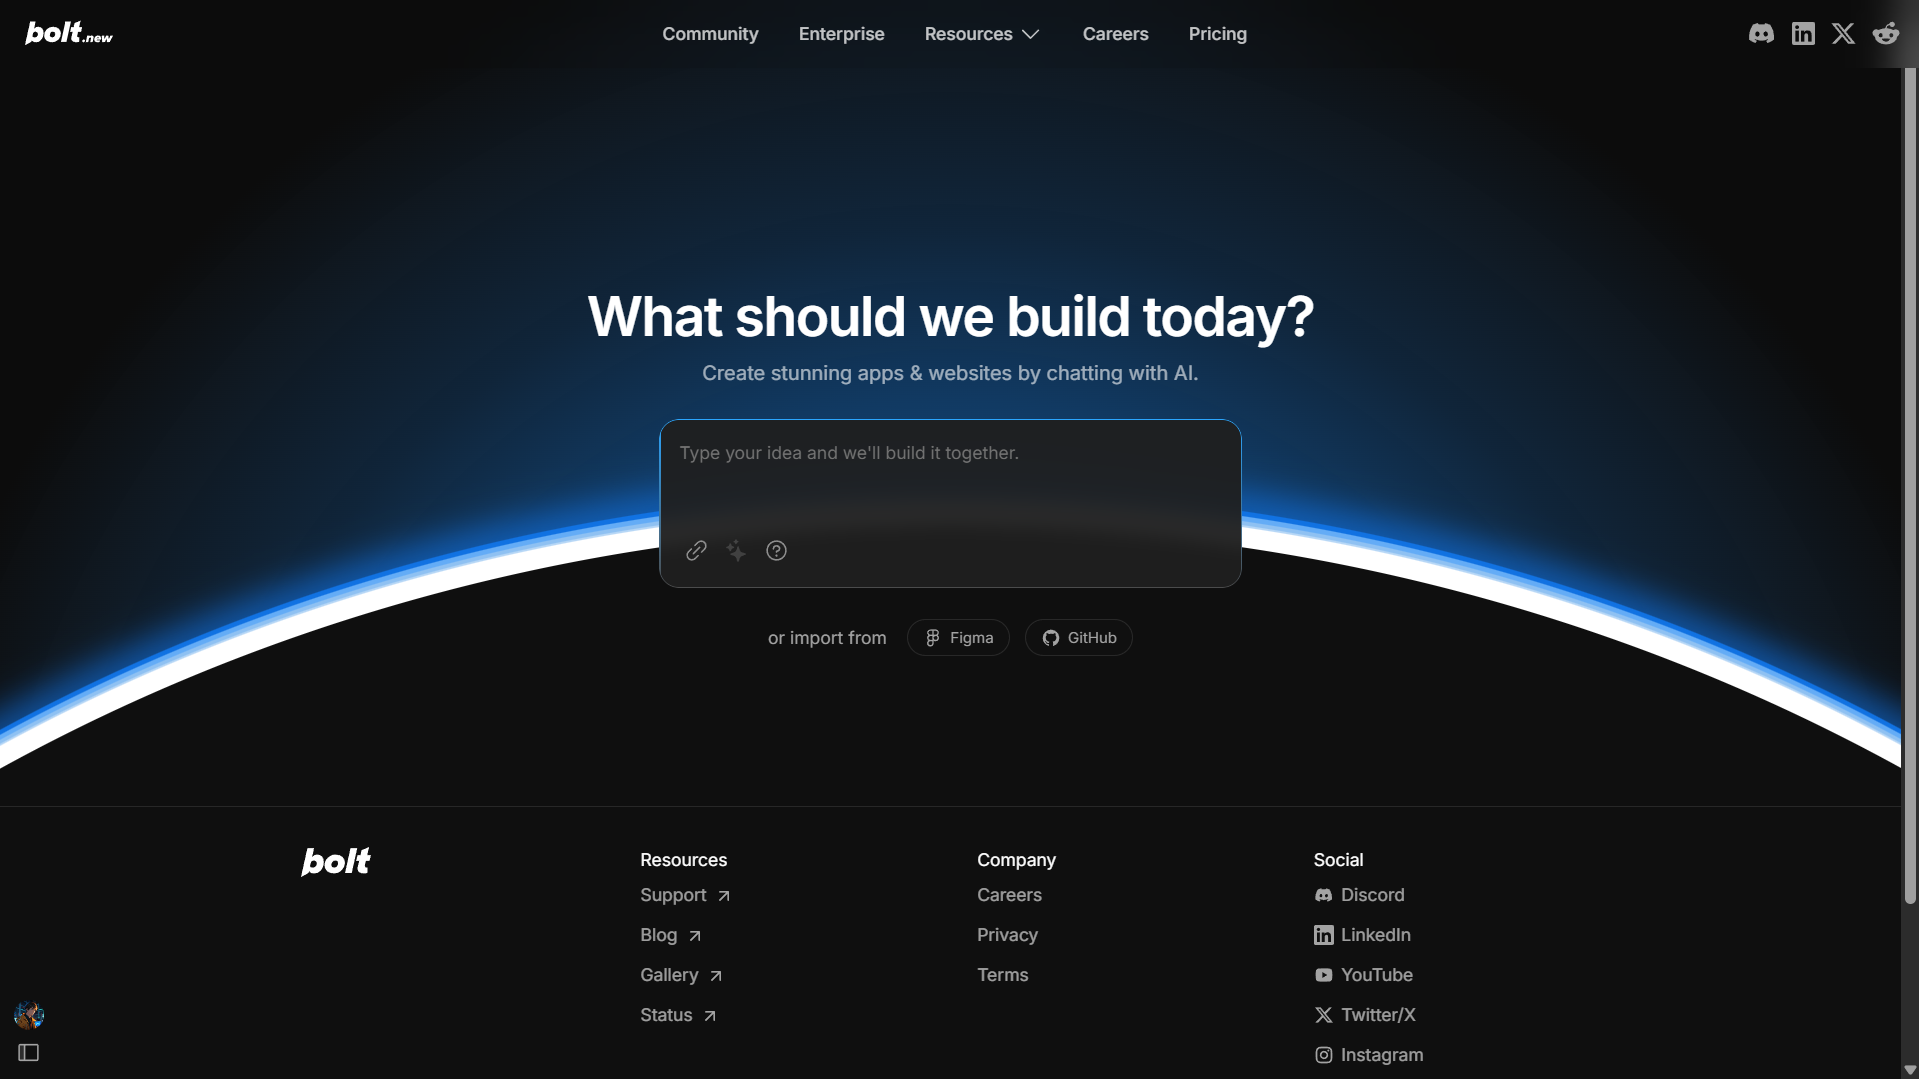 bolt.new
Community
Enterprise
Resources
Careers
Pricing
What should we build today?
Create stunning apps & websites by chatting with AI.
Type your idea and we'll build it together.
or import from
Figma
GitHub
bolt
Resources
Support
Blog
Gallery
Status
Company
Careers
Privacy
Terms
Social
Discord
LinkedIn
YouTube
Twitter/X
Instagram